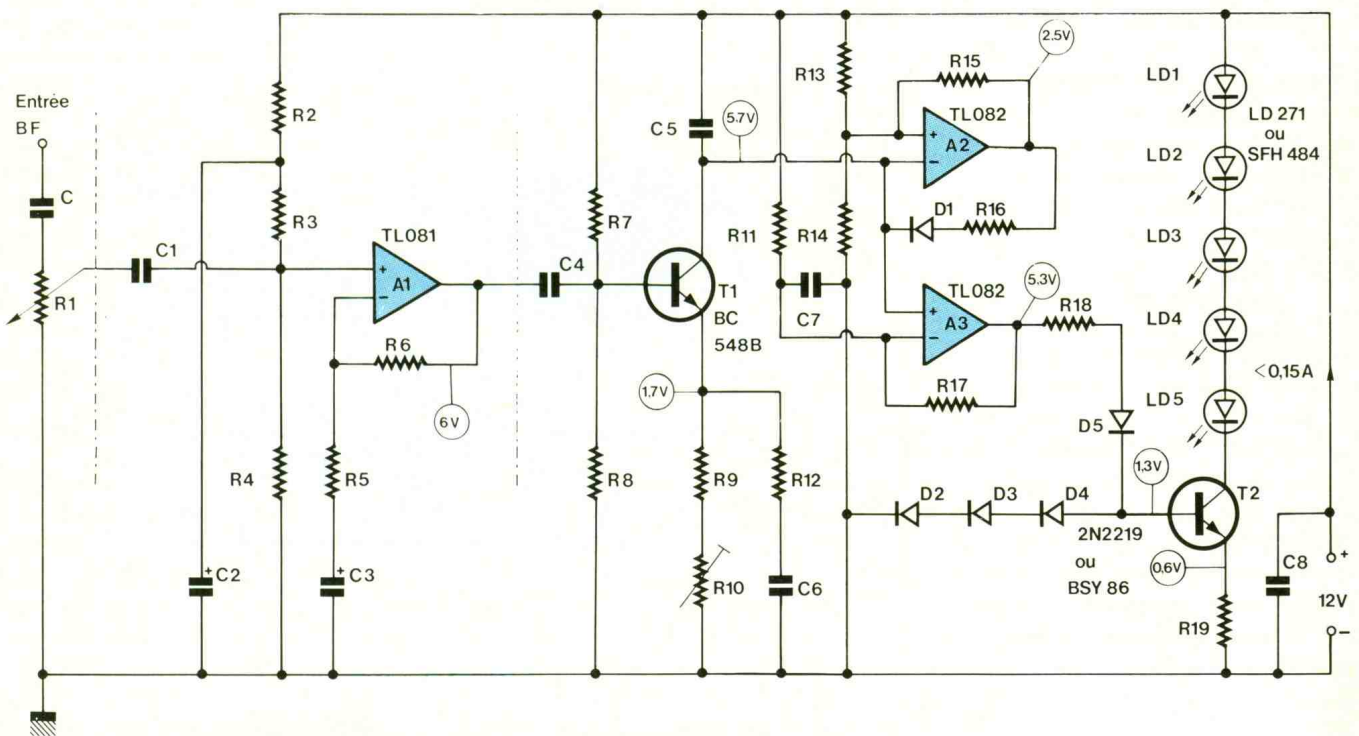 Entrée
BF
C
R1
C1
R2
R3
R4
C2
TL081
+
A1
−
R6
6V
R5
+
C3
+
C4
R7
R8
T1
BC
548B
C5
5.7V
1,7V
R9
R10
R12
C6
R11
C7
R13
R14
R15
2.5V
TL082
+
A2
−
D1
R16
TL082
+
A3
−
5.3V
R17
R18
D5
D2
D3
D4
1,3V
T2
2N2219
ou
BSY 86
0,6V
R19
LD1
LD2
LD3
LD4
LD5
LD 271
ou
SFH 484
<0,15A
C8
+
12V
−